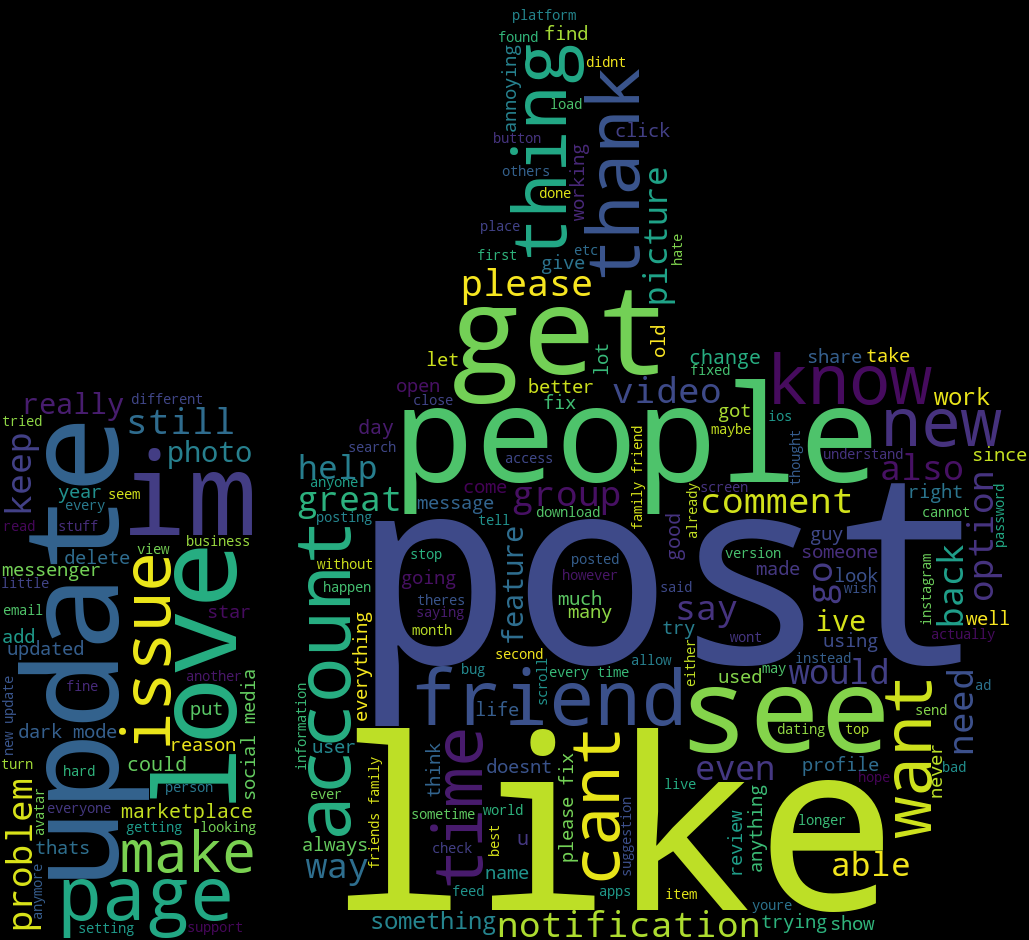 platform
found
find
thing
annoying
didnt
thank
load
click
button
working
others
done
picture
place
hate
first
etc
give
please
get
old
let
lot
better
change
fixed
share
take
know
open
close
fix
video
got
maybe
ios
work
new
people
really
different
tried
still
day
search
access
family friend
thought
understand
since
keep
update
im
photo
help
anyone
great
come
group
message
already
screen
comment
also
right
option
password
cannot
year
every
seem
stuff
read
posting
tell
download
good
post
delete
view
business
messenger
little
issue
love
without
happen
account
stop
going
theres
saying
month
feature
posted
however
much
many
said
say
version
made
guy
someone
go
look
wish
instagram
back
email
add
updated
star
fine
another
everything
second
bug
try
wont
either
ive
using
well
actually
new update
put
social media
dark mode
reason
information
user
friend
life
scroll
every time
allow
see
used
would
may
instead
dating
top
want
need
ad
send
turn
hard
could
person
problem
avatar
everyone
marketplace
getting
looking
ever
friends family
think
time
doesnt
cant
please fix
even
live
profile
hope
never
bad
thats
make
always
sometime
world
u
check
best
suggestion
like
longer
review
anything
anymore
page
setting
support
way
name
feed
apps
item
able
youre
something
notification
trying
show